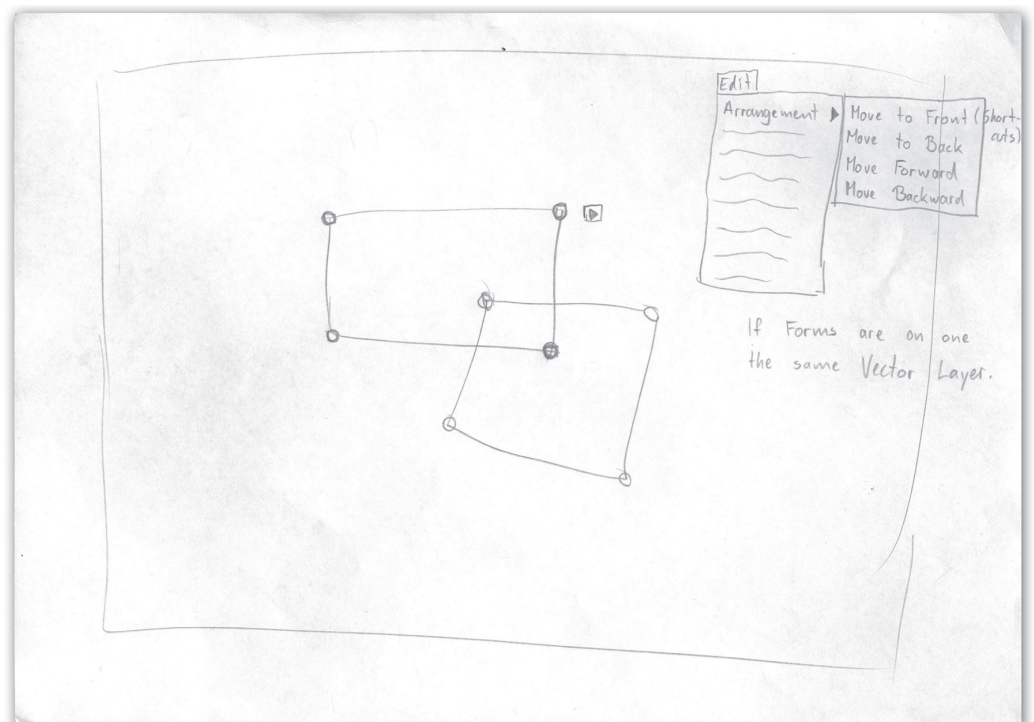 Edit
Arrangement
Move to Front (Short-
cuts)
Move to Back
Move Forward
Move Backward
If Forms are on one
the same Vector Layer.